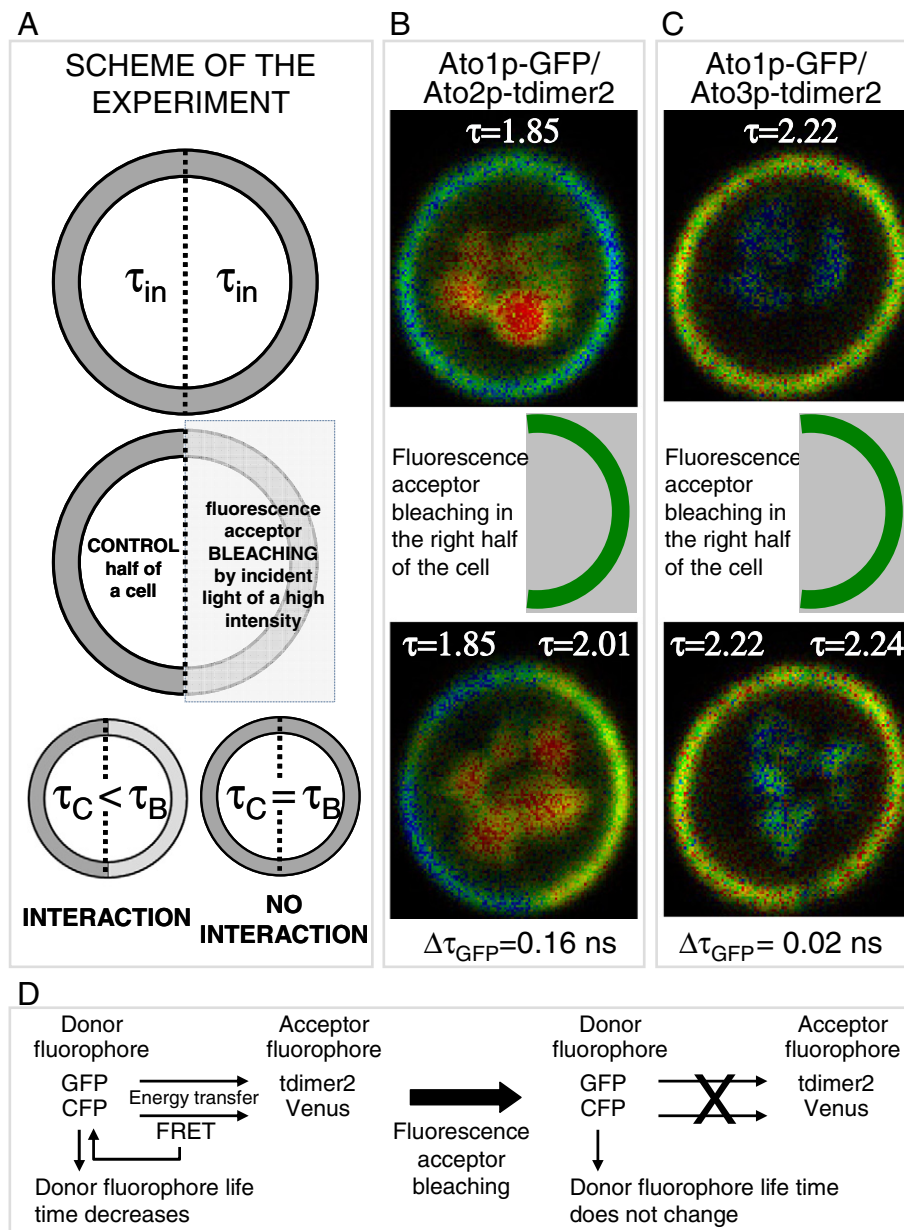 A
SCHEME OF THE
EXPERIMENT
τin τin
CONTROL
half of
a cell
fluorescence
acceptor
BLEACHING
by incident
light of a high
intensity
τC < τB
INTERACTION
τC = τB
NO
INTERACTION
B
Ato1p-GFP/
Ato2p-tdimer2
τ=1.85
Fluorescence
acceptor
bleaching in
the right half
of the cell
τ=1.85 τ=2.01
ΔτGFP=0.16 ns
C
Ato1p-GFP/
Ato3p-tdimer2
τ=2.22
Fluorescence
acceptor
bleaching in
the right half
of the cell
τ=2.22 τ=2.24
ΔτGFP= 0.02 ns
D
Donor
fluorophore
GFP
CFP
Energy transfer
FRET
Acceptor
fluorophore
tdimer2
Venus
Donor fluorophore life
time decreases
Fluorescence
acceptor
bleaching
Donor
fluorophore
GFP
CFP
X
Acceptor
fluorophore
tdimer2
Venus
Donor fluorophore life time
does not change